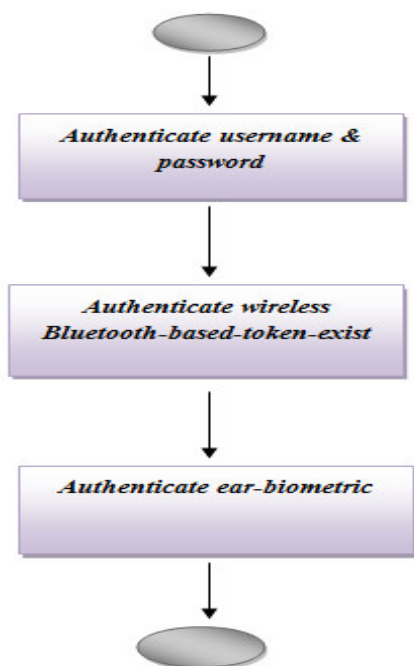 Authenticate username &
password
Authenticate wireless
Bluetooth-based-token-exist
Authenticate ear-biometric